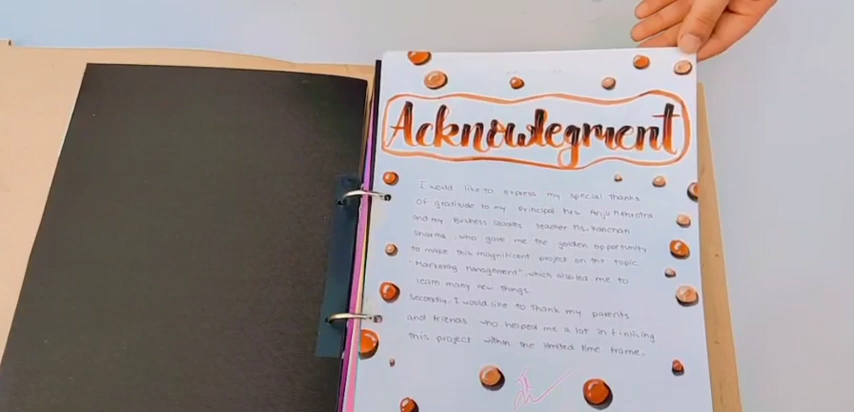 Acknowlegment
I would like to express my special thanks
Of gratitude to my principal Mrs. Anju Mehrotra
and my Business Studies teacher Ms. Kanchan
Sharma, who gave me the golden opportunity
to make this magnificent project on the topic
"Marketing Management", which also led me to
learn many new things.
Secondly, I would like to thank my parents
and friends who helped me a lot in finishing
this project within the limited time frame.